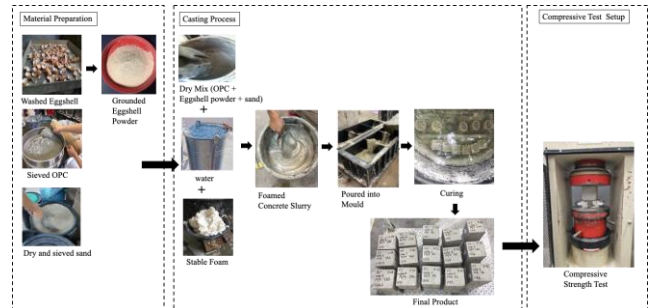 Material Preparation
Washed Eggshell
Grounded
Eggshell
Powder
Sieved OPC
Dry and sieved sand
Casting Process
Dry Mix (OPC +
Eggshell powder + sand)
+
water
+
Stable Foam
Foamed
Concrete Slurry
Poured into
Mould
Curing
Final Product
Compressive Test Setup
Compressive
Strength Test